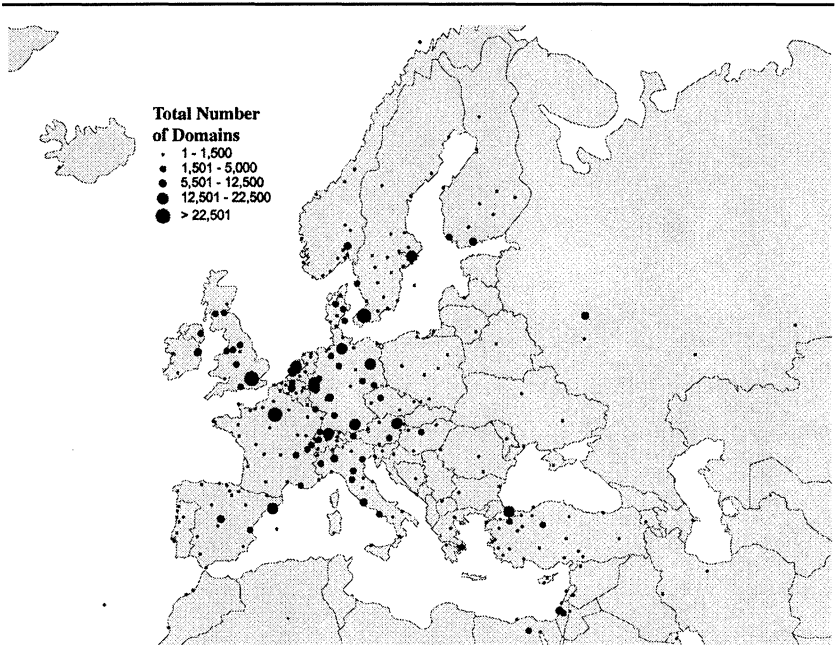 Total Number
of Domains
1 - 1,500
1,501 - 5,000
5,501 - 12,500
12,501 - 22,500
> 22,501